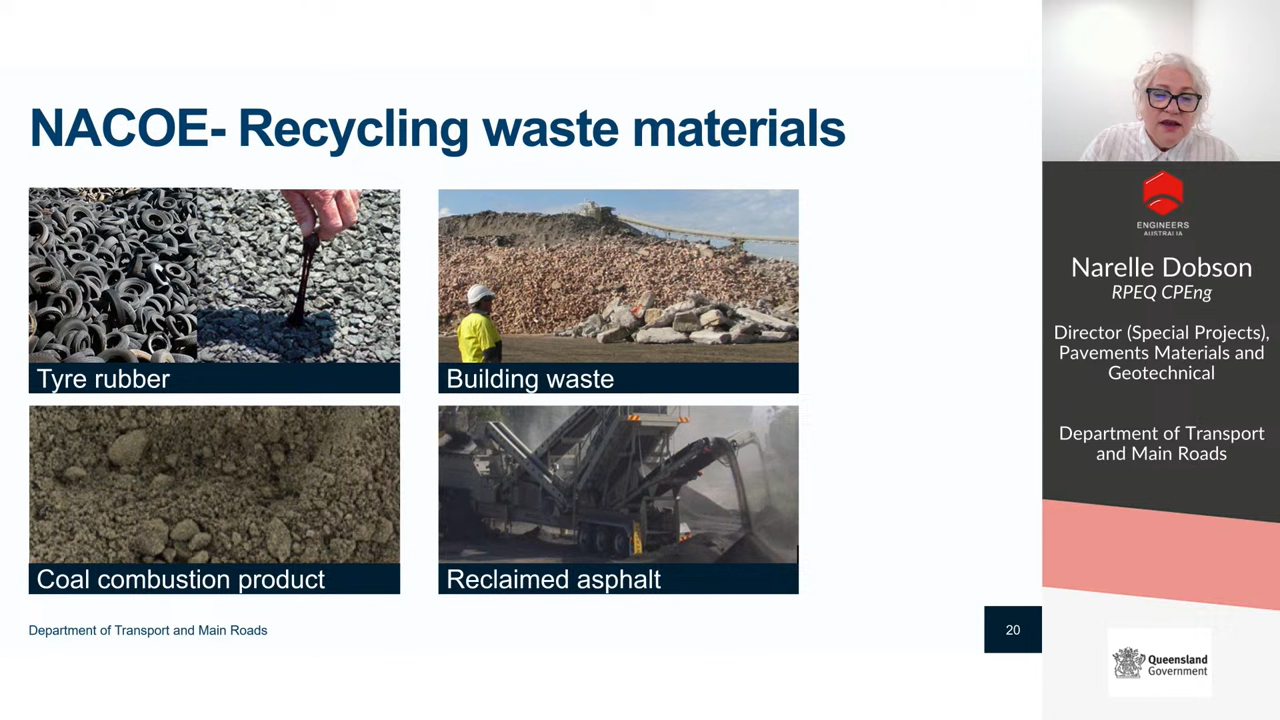 NACOE- Recycling waste materials
Tyre rubber
Building waste
Coal combustion product
Reclaimed asphalt
Department of Transport and Main Roads
20
ENGINEERS
AUSTRALIA
Narelle Dobson
RPEQ CPEng
Director (Special Projects),
Pavements Materials and
Geotechnical
Department of Transport
and Main Roads
Queensland
Government